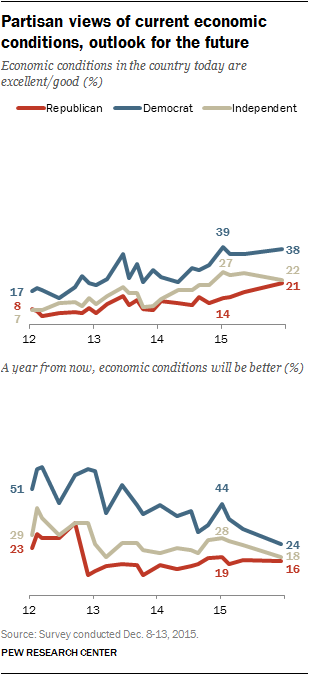 Partisan views of current economic
conditions, outlook for the future
Economic conditions in the country today are
excellent/good (%)
Republican Democrat Independent
39
38
27
22
21
17
8
7
14
12 13 14 15
A year from now, economic conditions will be better (%)
51
44
29
28
23
24
18
19
16
12 13 14 15
Source: Survey conducted Dec. 8-13, 2015.
PEW RESEARCH CENTER